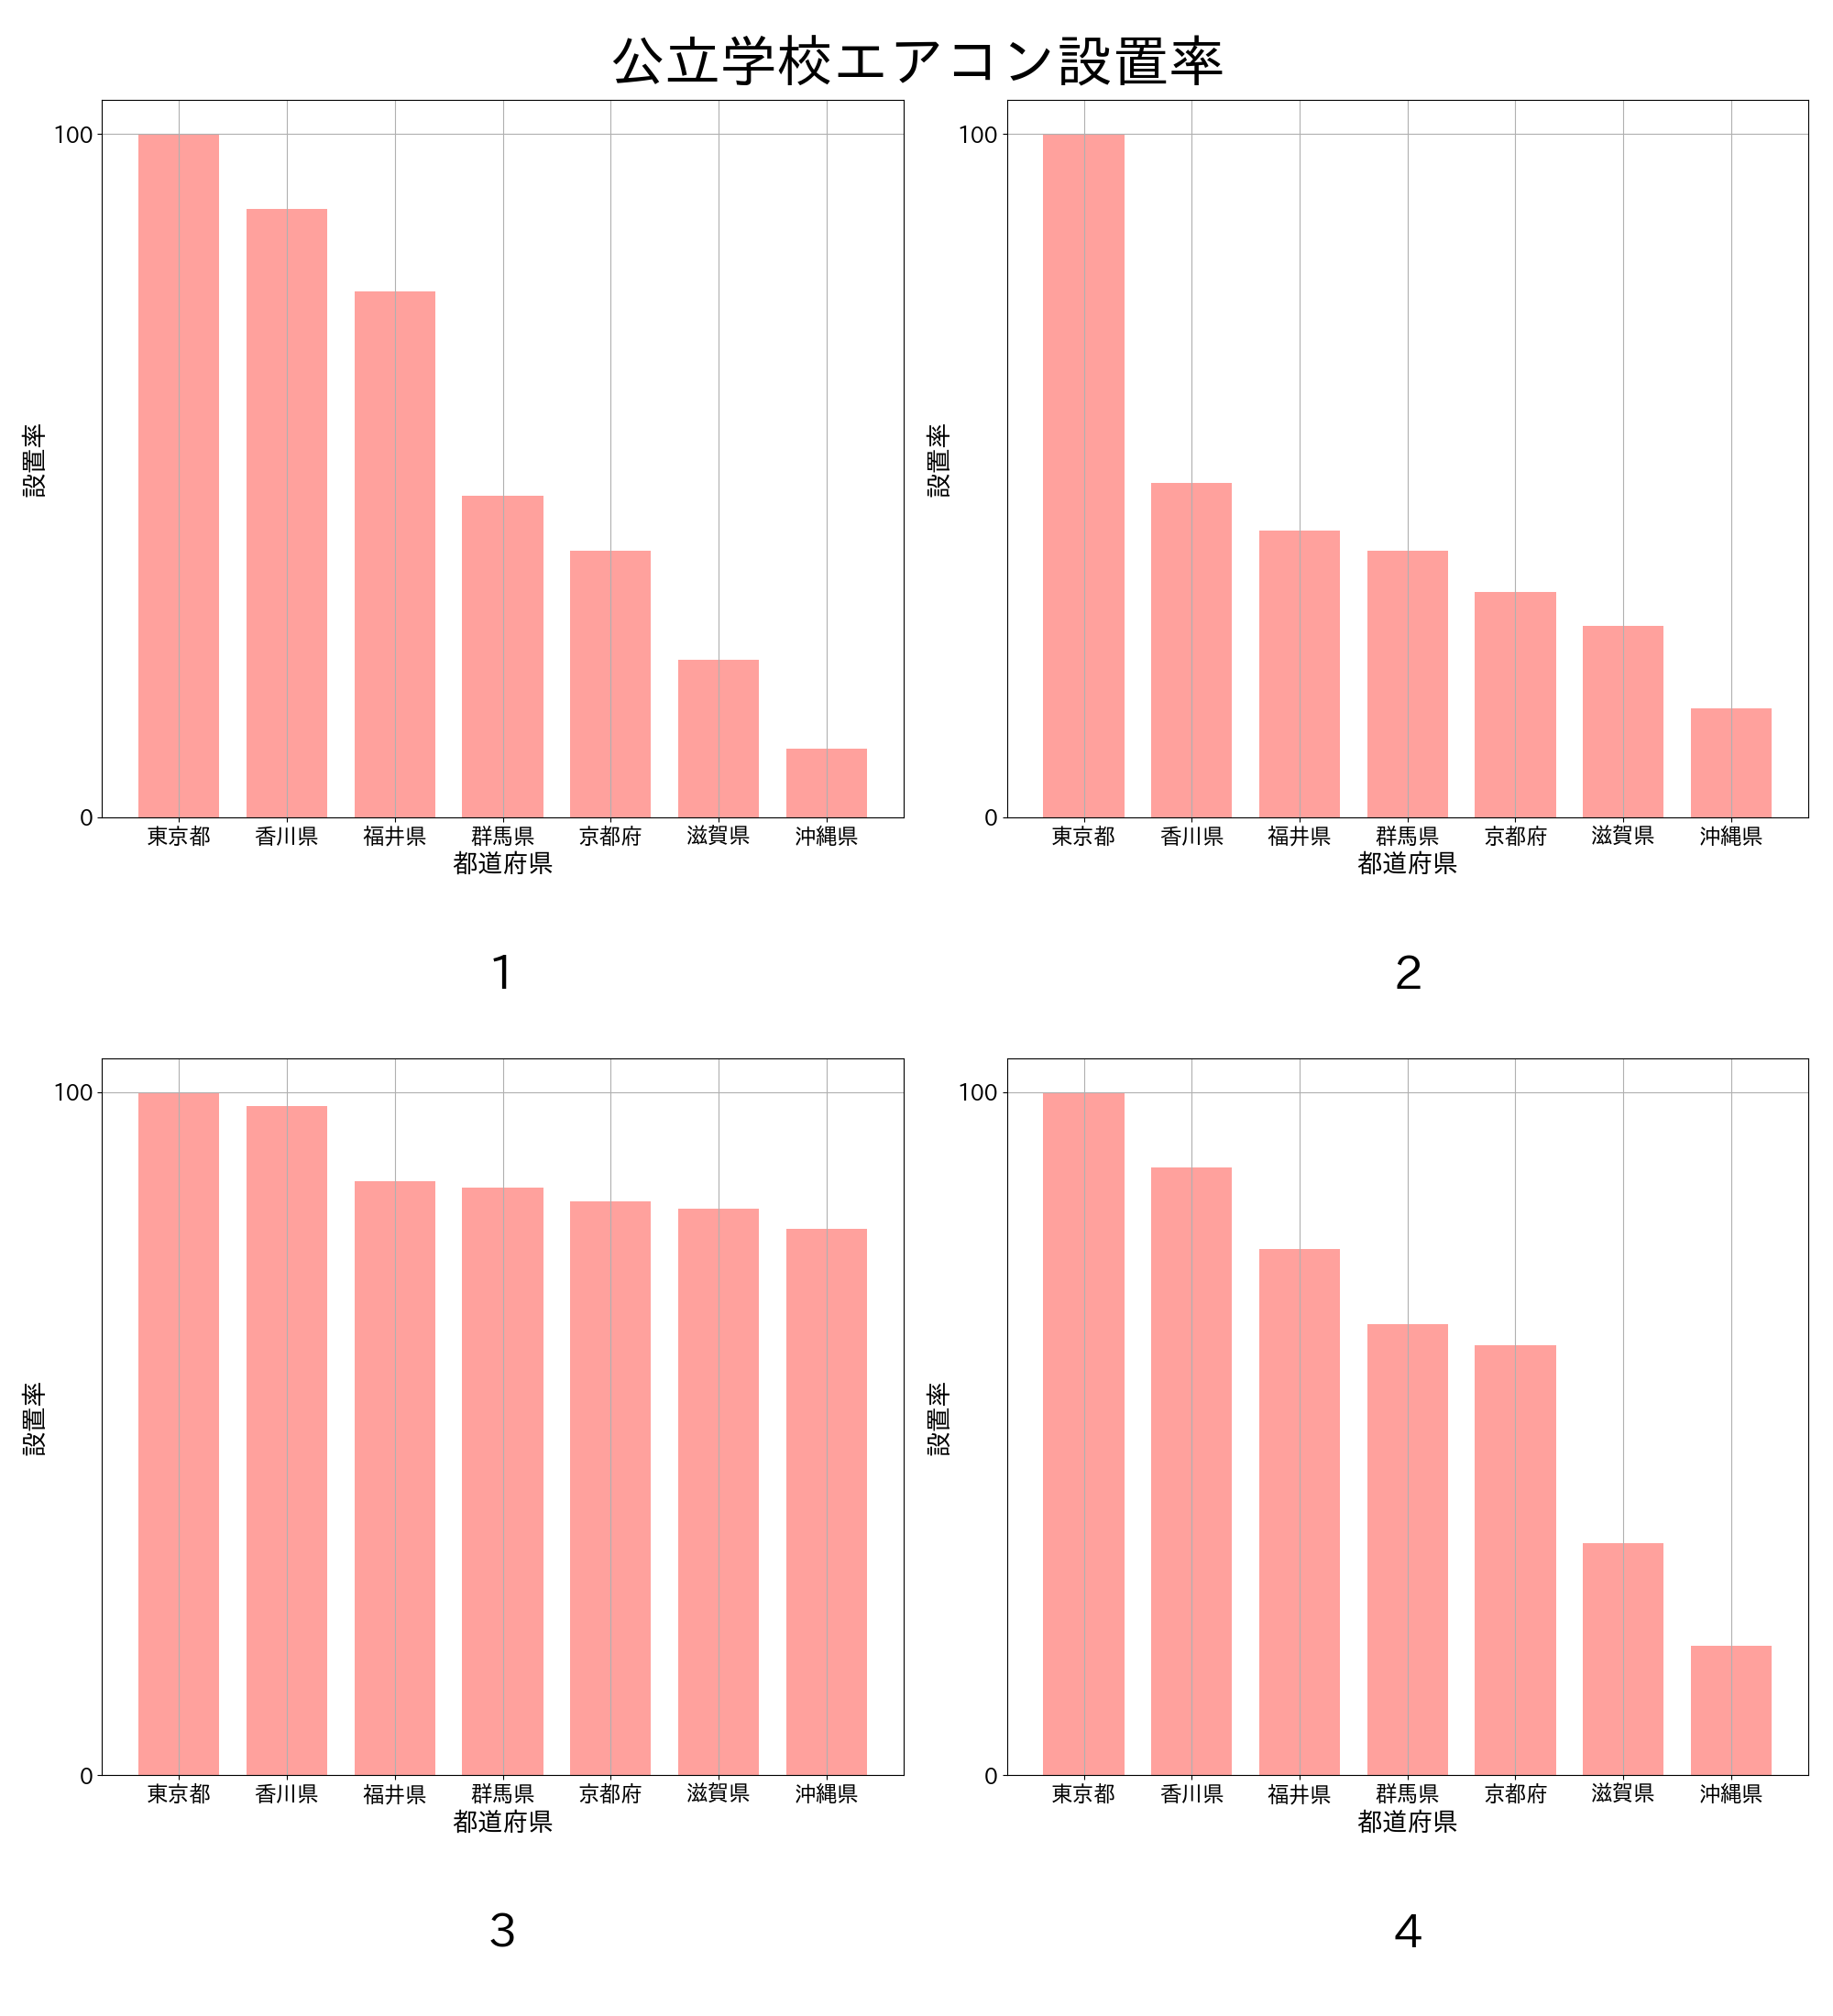 公立学校エアコン設置率
100
0
設置率
東京都 香川県 福井県 群馬県 京都府 滋賀県 沖縄県
都道府県
1
100
0
設置率
東京都 香川県 福井県 群馬県 京都府 滋賀県 沖縄県
都道府県
2
100
0
設置率
東京都 香川県 福井県 群馬県 京都府 滋賀県 沖縄県
都道府県
3
100
0
設置率
東京都 香川県 福井県 群馬県 京都府 滋賀県 沖縄県
都道府県
4